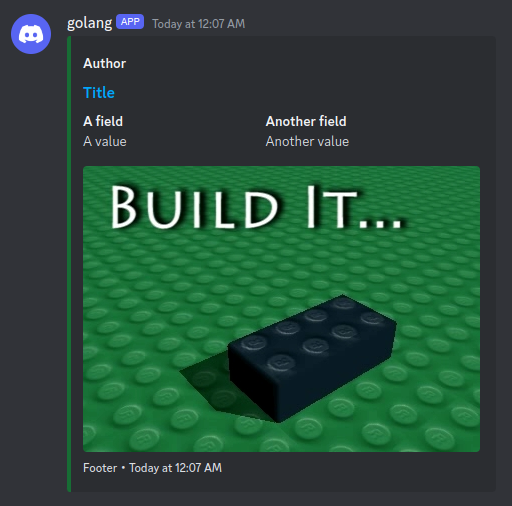 golang APP Today at 12:07 AM
Author
Title
A field Another field
A value Another value
BUILD IT...
Footer • Today at 12:07 AM